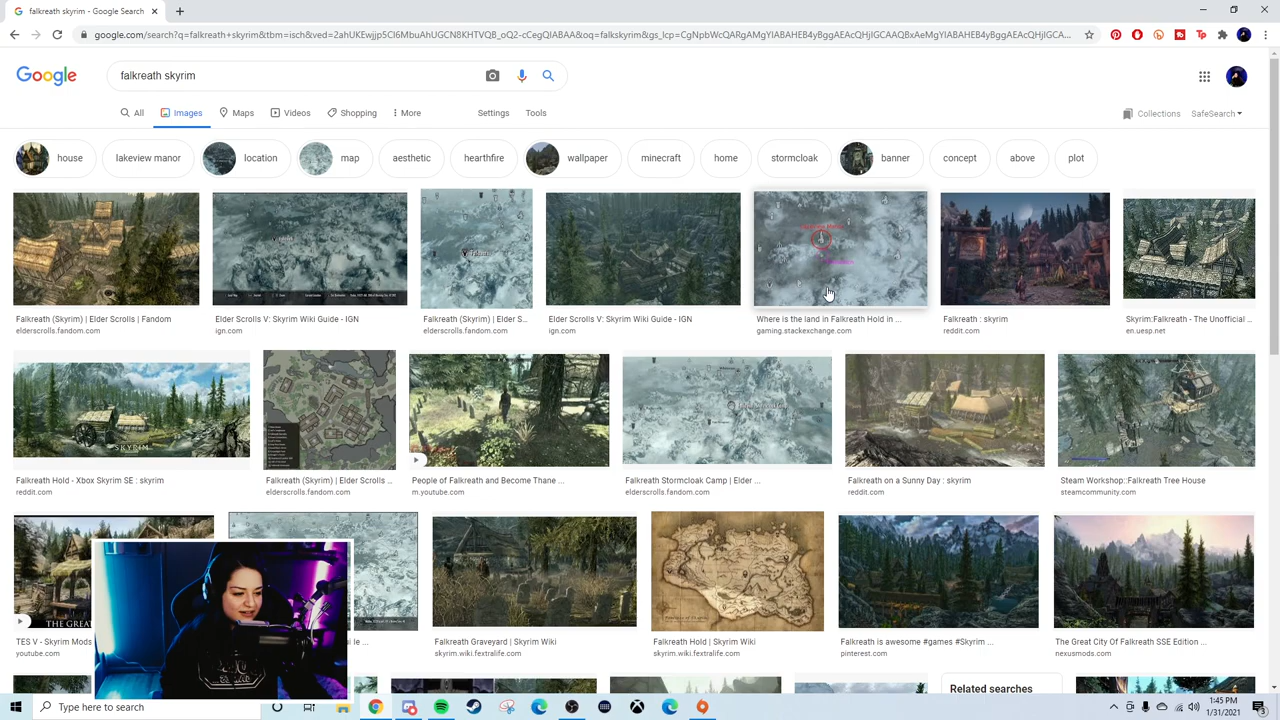 falkreath skyrim - Google Search
google.com/search?q=falkreath+skyrim&tbm=isch&ved=2ahUKEwjjp5Cl6MbuAhUGCN8KHTVQB_oQ2-cCegQIABAA&oq=falkskyrim&gs_lcp=CgNpbWcQARgAMgYIABAHEB4yBggAEAcQHjIGCAAQBxAeMgYIABAHEB4yBggAEAcQHjIGCAAQ...
Google
falkreath skyrim
All Images Maps Videos Shopping More Settings Tools
Collections SafeSearch
house lakeview manor location map aesthetic hearthfire wallpaper minecraft home stormcloak banner concept above plot
Falkreath (Skyrim) | Elder Scrolls | Fandom
elderscrolls.fandom.com
Elder Scrolls V: Skyrim Wiki Guide - IGN
ign.com
Falkreath (Skyrim) | Elder S...
elderscrolls.fandom.com
Elder Scrolls V: Skyrim Wiki Guide - IGN
ign.com
Where is the land in Falkreath Hold in ...
gaming.stackexchange.com
Falkreath : skyrim
reddit.com
Skyrim:Falkreath - The Unofficial ...
en.uesp.net
SKYRIM
Falkreath Hold - Xbox Skyrim SE : skyrim
reddit.com
Falkreath (Skyrim) | Elder Scrolls ...
elderscrolls.fandom.com
People of Falkreath and Become Thane ...
m.youtube.com
Falkreath Stormcloak Camp | Elder ...
elderscrolls.fandom.com
Falkreath on a Sunny Day : skyrim
reddit.com
Steam Workshop::Falkreath Tree House
steamcommunity.com
THE GREAT
TES V - Skyrim Mods
youtube.com
le ...
Falkreath Graveyard | Skyrim Wiki
skyrim.wiki.fextralife.com
Falkreath Hold | Skyrim Wiki
skyrim.wiki.fextralife.com
Falkreath is awesome #games #Skyrim ...
pinterest.com
The Great City Of Falkreath SSE Edition ...
nexusmods.com
Related searches
Type here to search
1:45 PM
1/31/2021